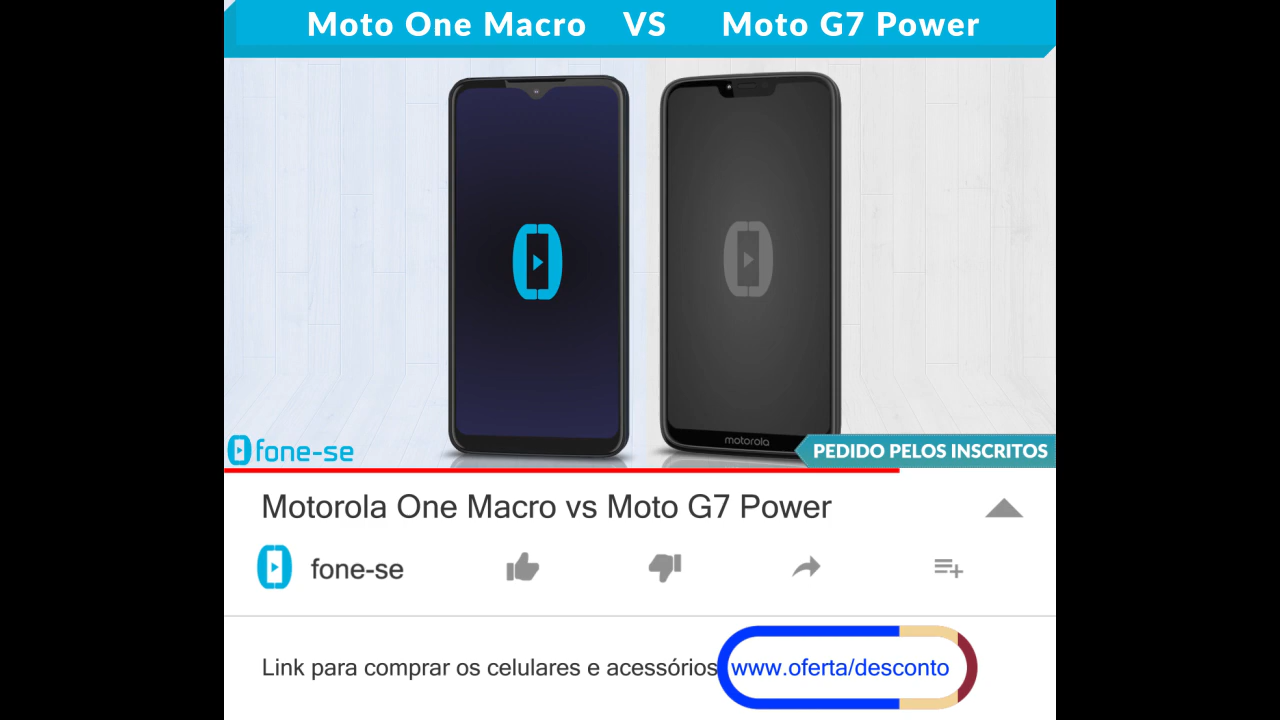 Moto One Macro VS Moto G7 Power
motorola
fone-se
PEDIDO PELOS INSCRITOS
Motorola One Macro vs Moto G7 Power
fone-se
Link para comprar os celulares e acessórios www.oferta/desconto